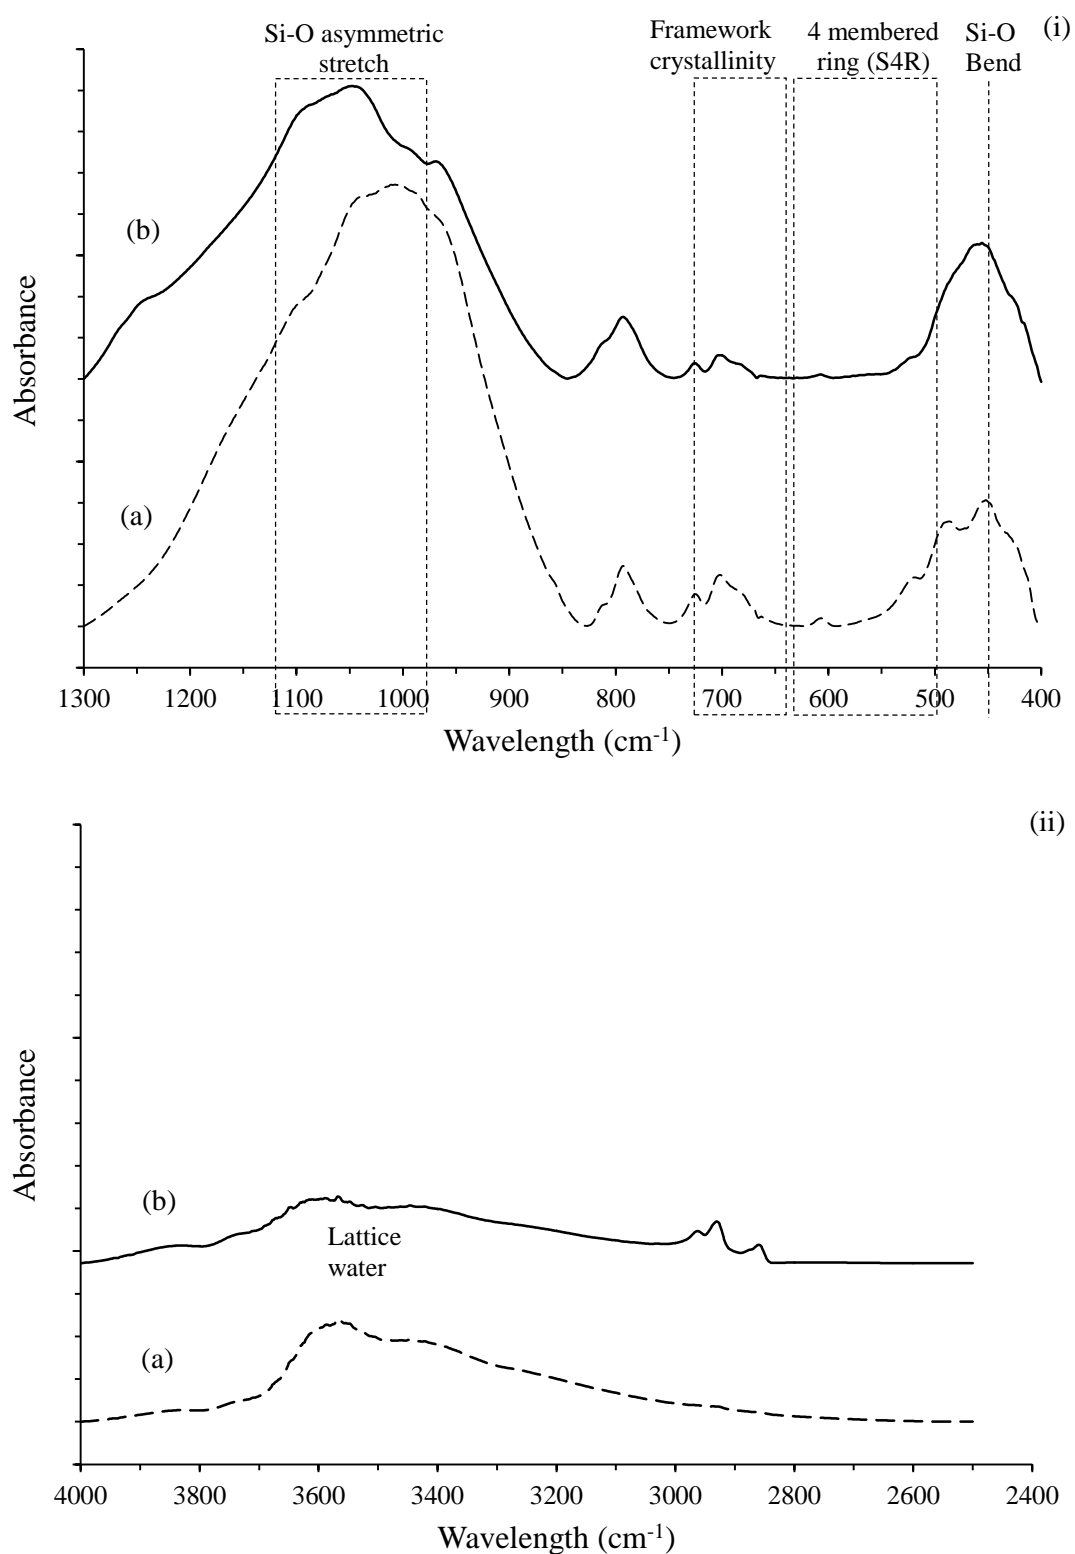 (i)
Si-O asymmetric
stretch
Framework
crystallinity
4 membered
ring (S4R)
Si-O
Bend
(b)
(a)
Absorbance
1300 1200 1100 1000 900 800 700 600 500 400
Wavelength (cm-1)
(ii)
Absorbance
(b)
Lattice
water
(a)
4000 3800 3600 3400 3200 3000 2800 2600 2400
Wavelength (cm-1)